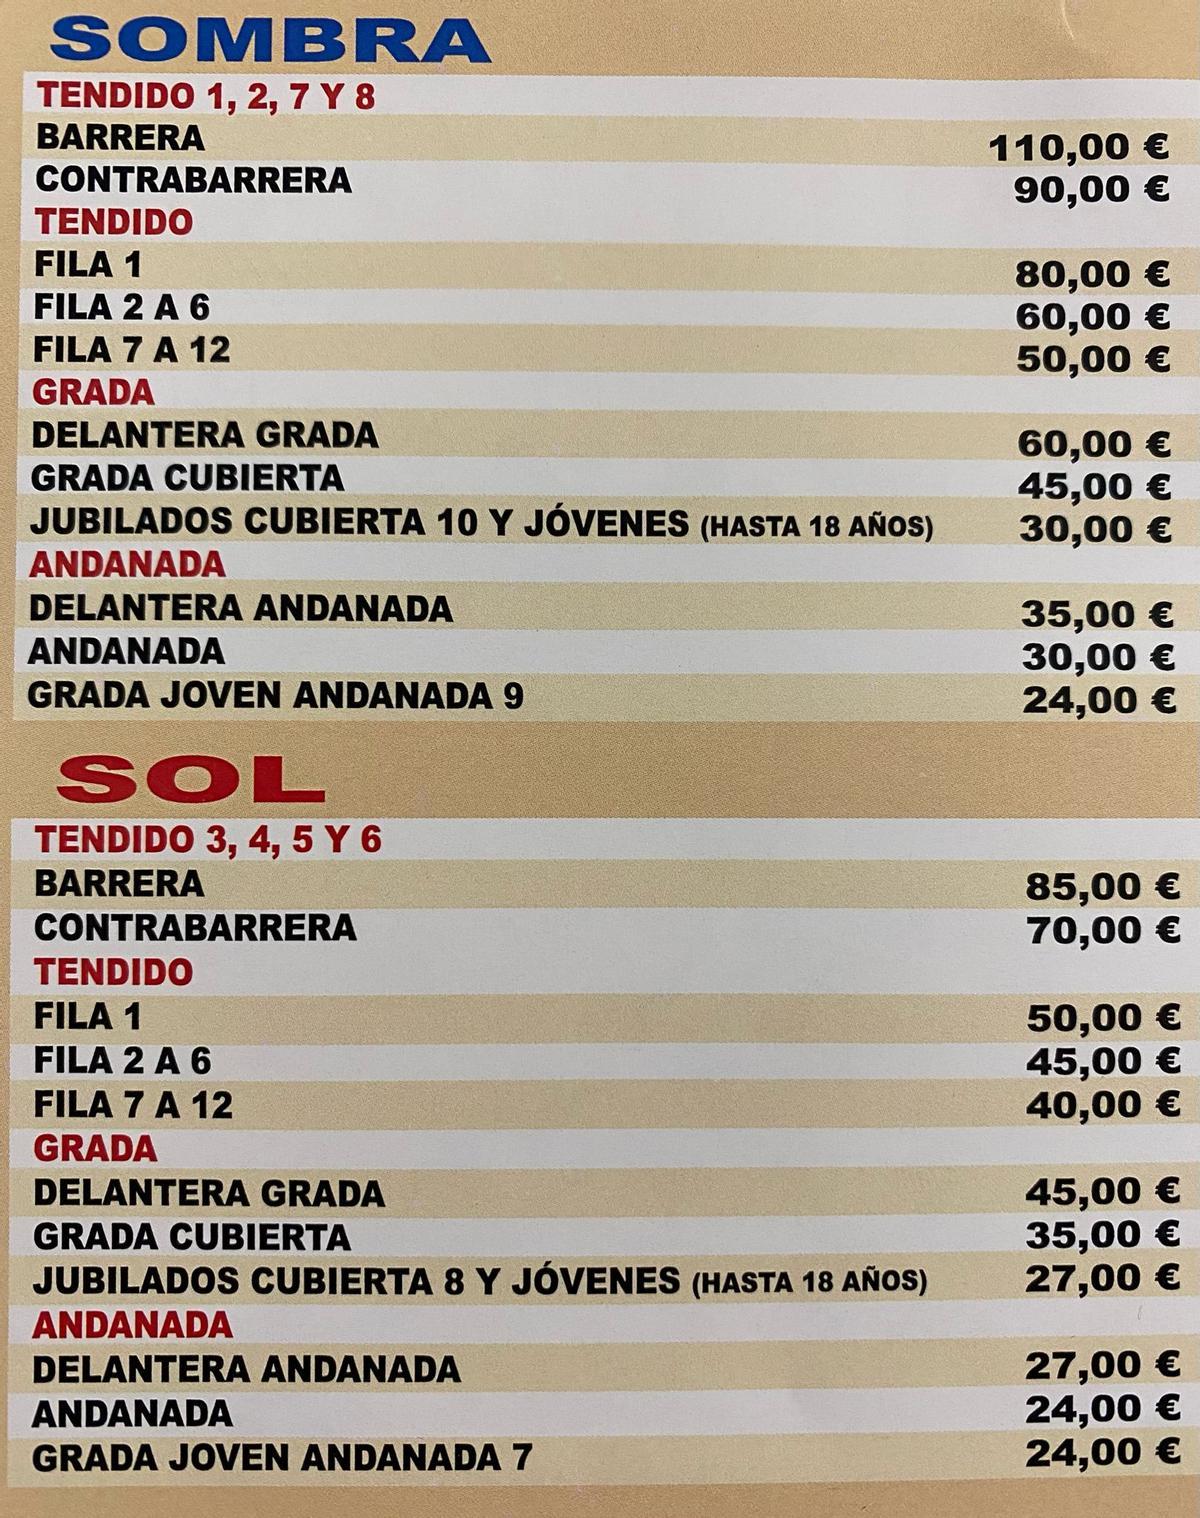 SOMBRA
TENDIDO 1, 2, 7 Y 8
BARRERA 110,00 €
CONTRABARRERA 90,00 €
TENDIDO
FILA 1 80,00 €
FILA 2 A 6 60,00 €
FILA 7 A 12 50,00 €
GRADA
DELANTERA GRADA 60,00 €
GRADA CUBIERTA 45,00 €
JUBILADOS CUBIERTA 10 Y JÓVENES (HASTA 18 AÑOS) 30,00 €
ANDANADA
DELANTERA ANDANADA 35,00 €
ANDANADA 30,00 €
GRADA JOVEN ANDANADA 9 24,00 €
SOL
TENDIDO 3, 4, 5 Y 6
BARRERA 85,00 €
CONTRABARRERA 70,00 €
TENDIDO
FILA 1 50,00 €
FILA 2 A 6 45,00 €
FILA 7 A 12 40,00 €
GRADA
DELANTERA GRADA 45,00 €
GRADA CUBIERTA 35,00 €
JUBILADOS CUBIERTA 8 Y JÓVENES (HASTA 18 AÑOS) 27,00 €
ANDANADA
DELANTERA ANDANADA 27,00 €
ANDANADA 24,00 €
GRADA JOVEN ANDANADA 7 24,00 €